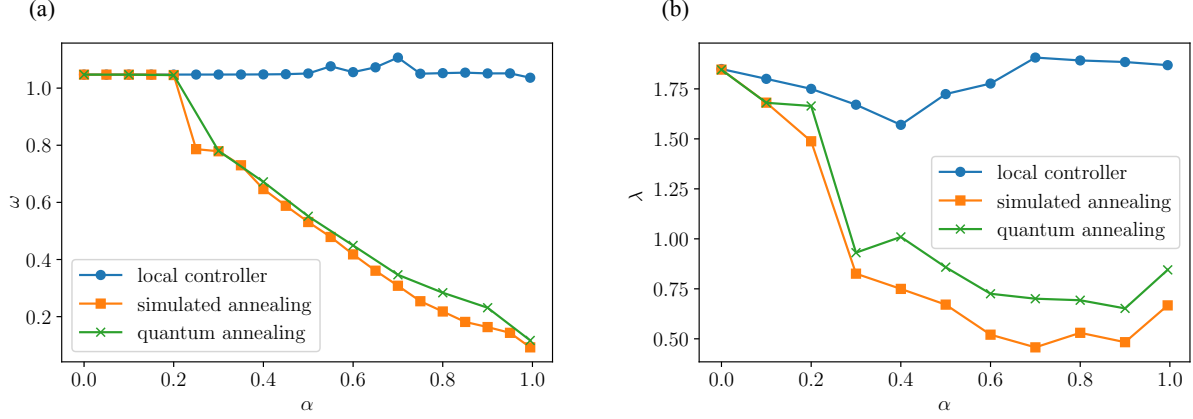 (a)
1.0
0.8
0.6
0.4
0.2
ω
0.0 0.2 0.4 0.6 0.8 1.0
α
local controller
simulated annealing
quantum annealing
(b)
1.75
1.50
1.25
1.00
0.75
0.50
λ
0.0 0.2 0.4 0.6 0.8 1.0
α
local controller
simulated annealing
quantum annealing